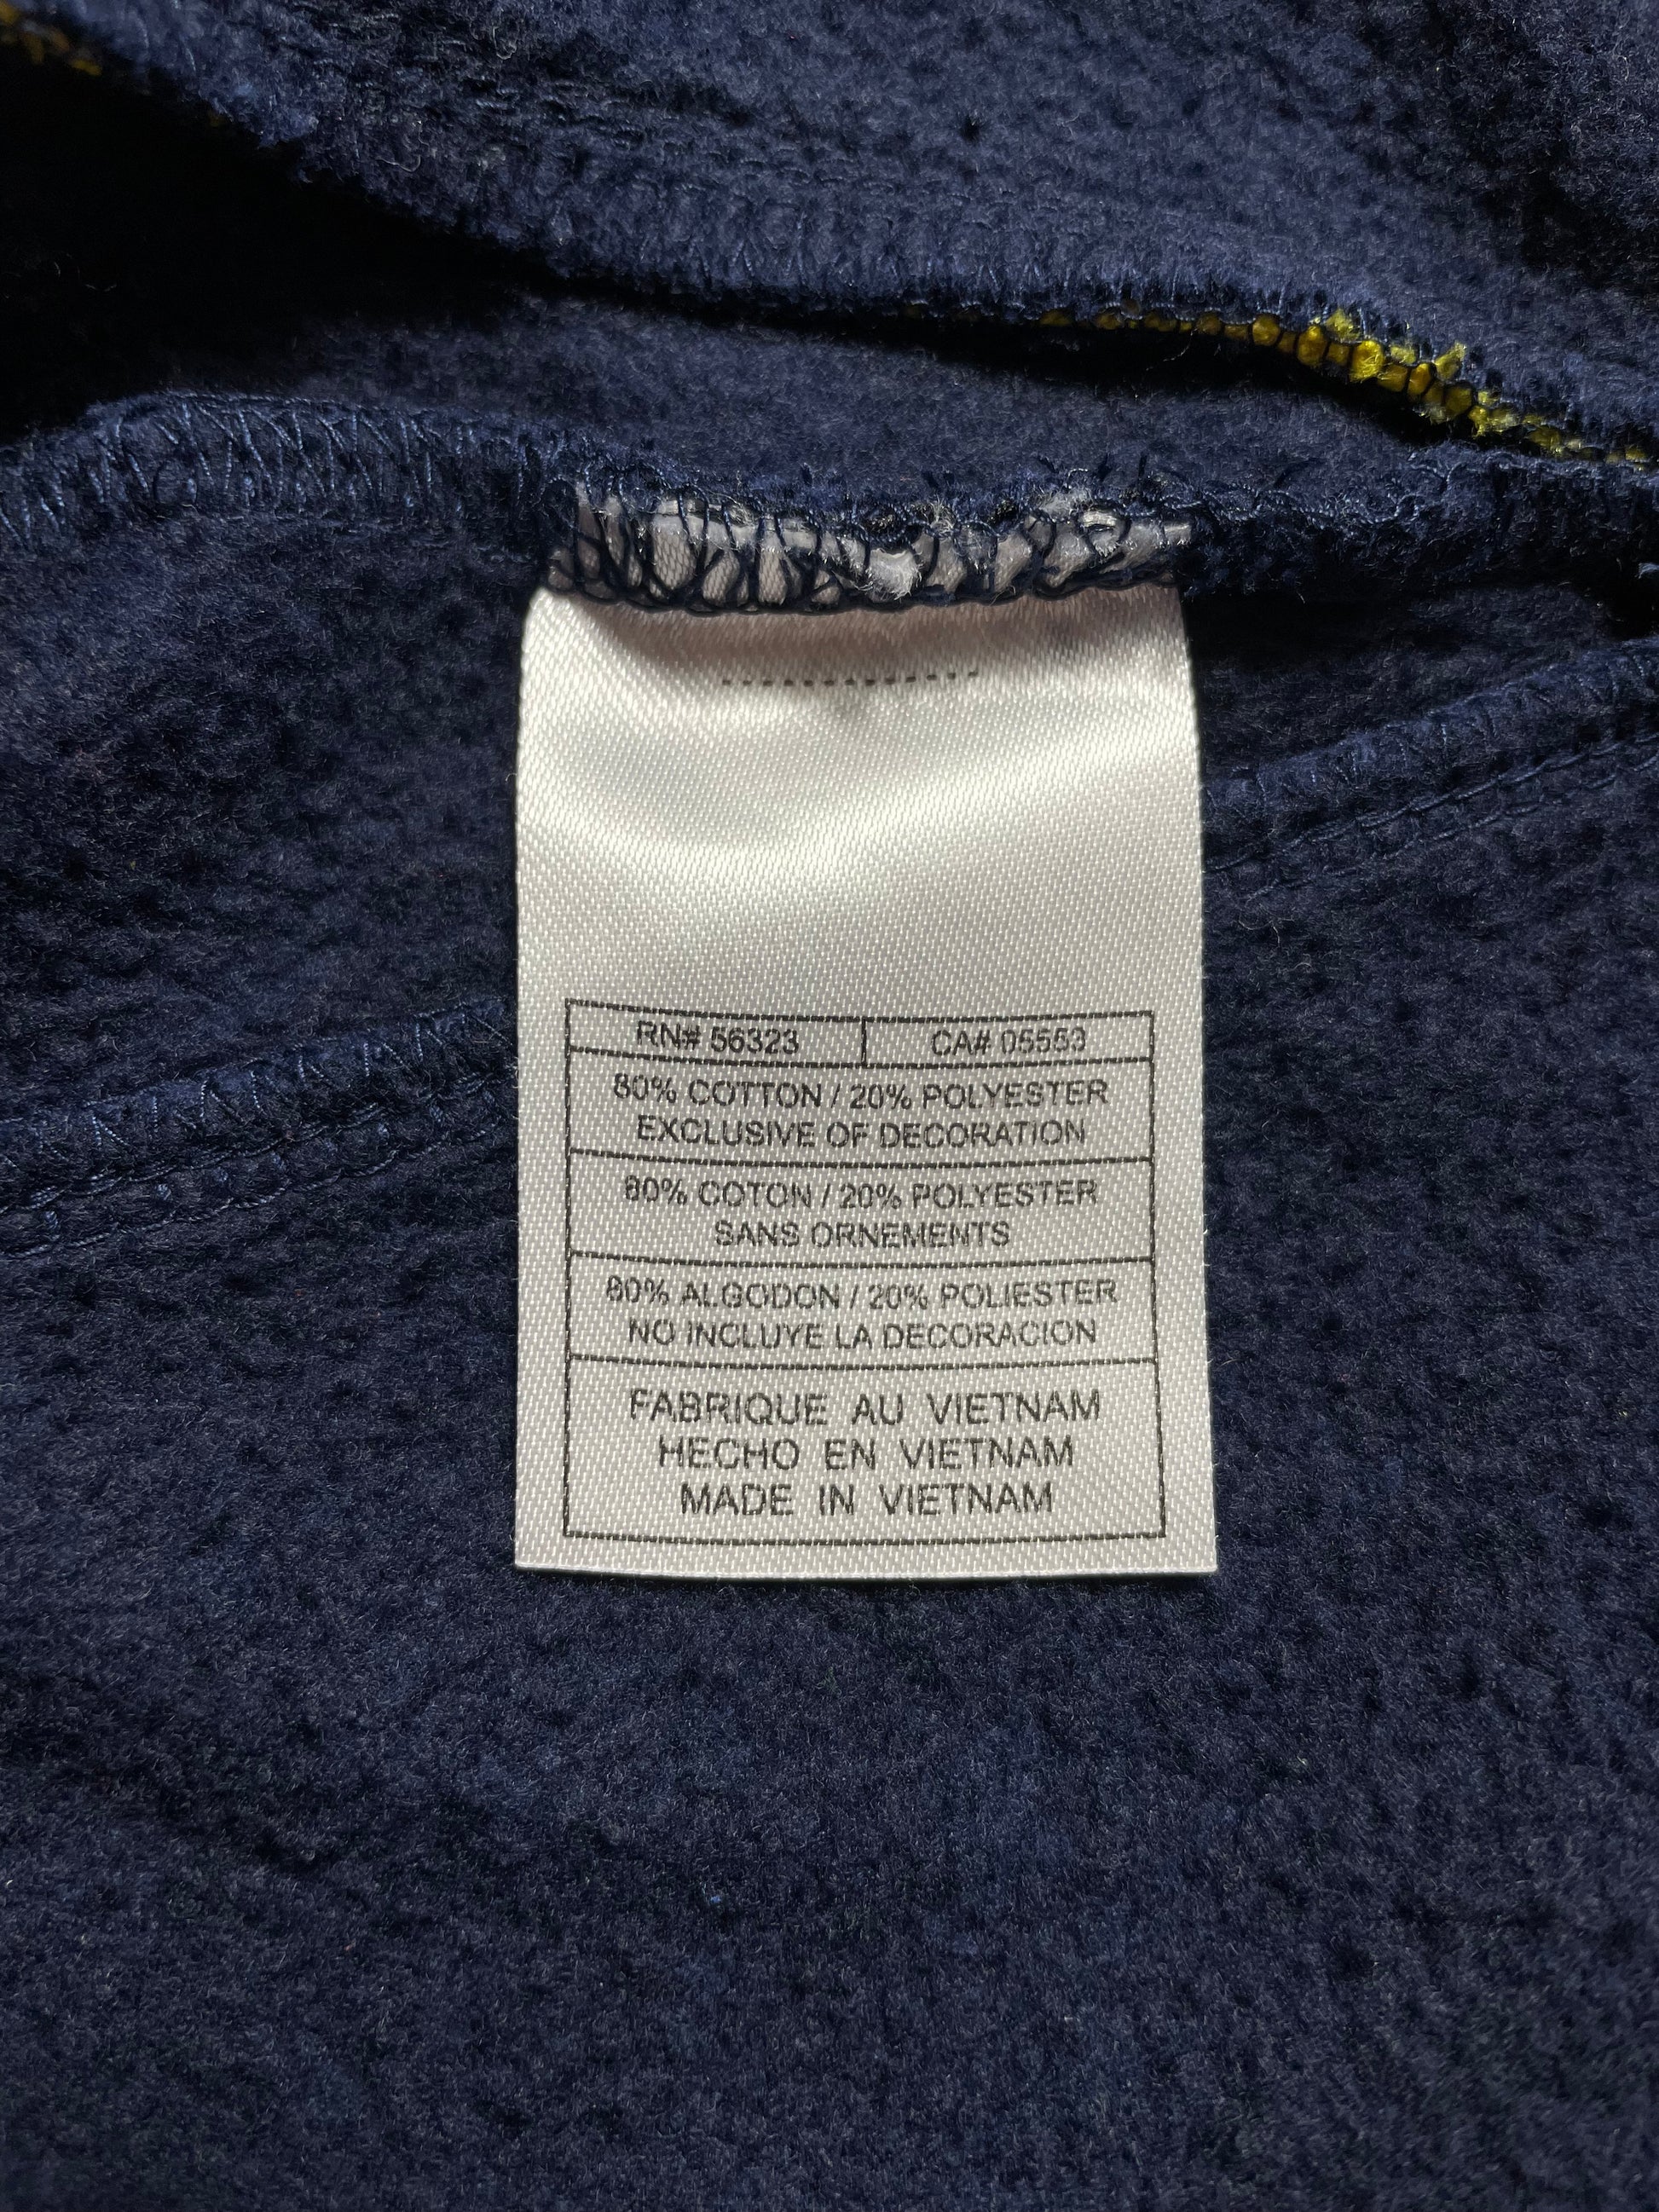 RN# 56323 CA# 05553
80% COTTON / 20% POLYESTER
EXCLUSIVE OF DECORATION
80% COTON / 20% POLYESTER
SANS ORNEMENTS
80% ALGODON / 20% POLIESTER
NO INCLUYE LA DECORACION
FABRIQUE AU VIETNAM
HECHO EN VIETNAM
MADE IN VIETNAM